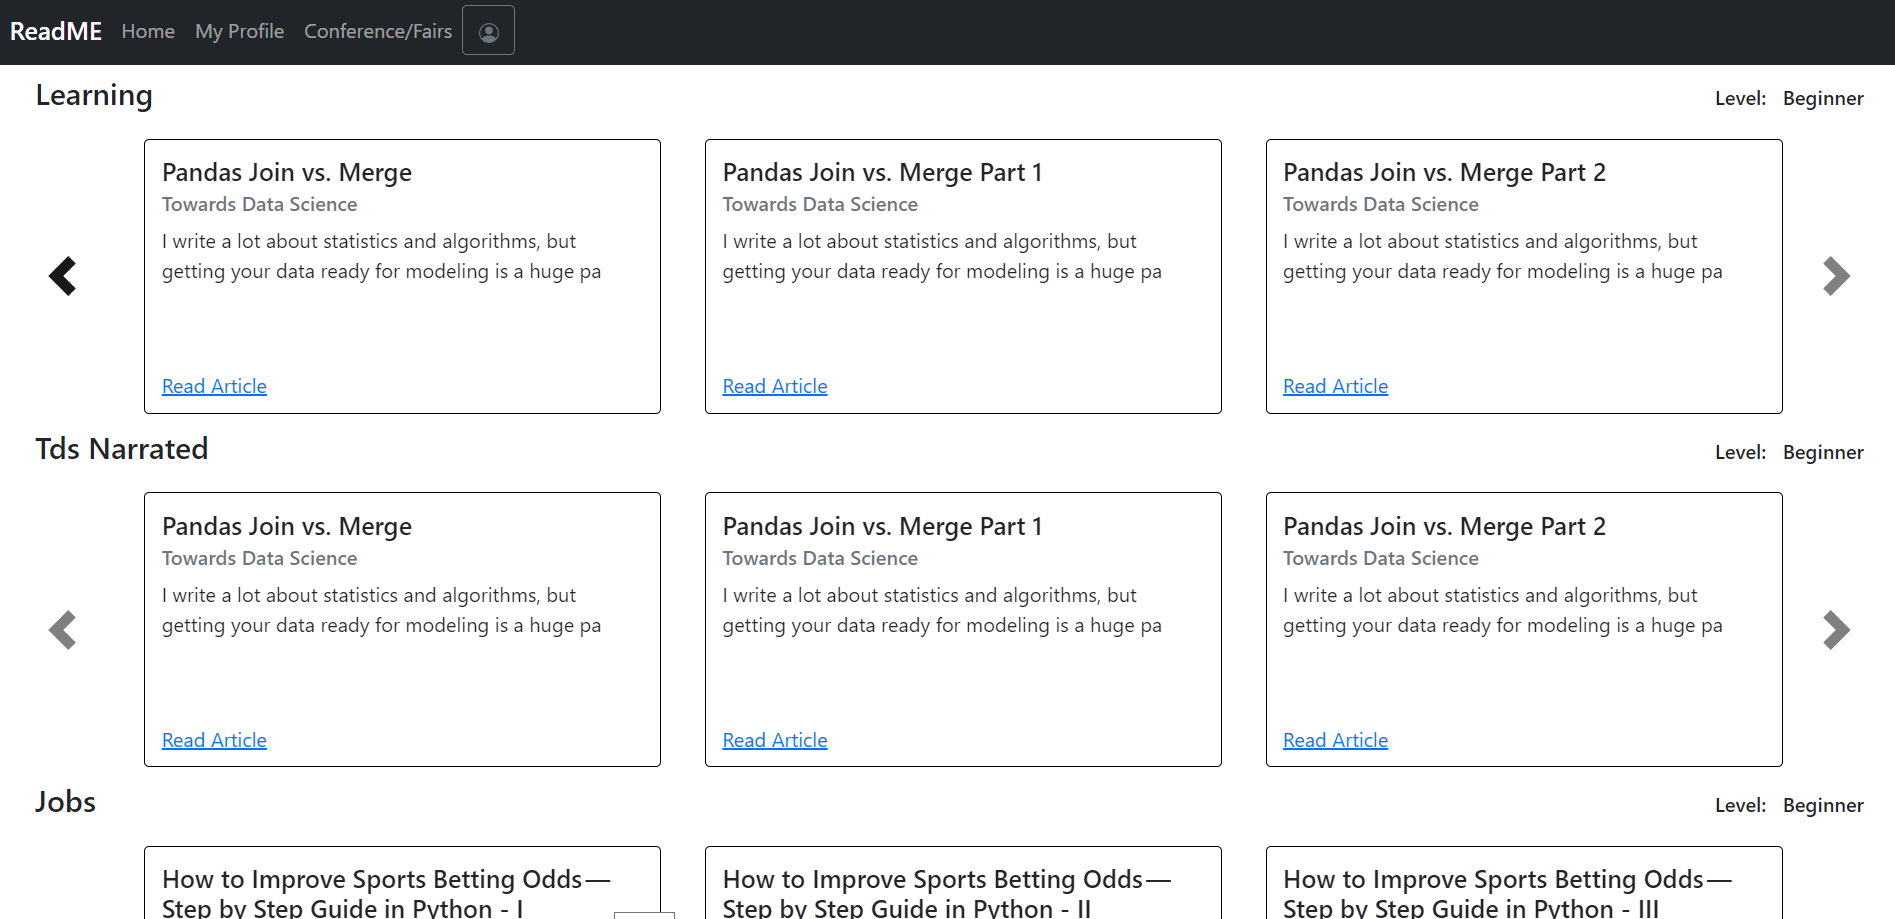 ReadME Home My Profile Conference/Fairs
Learning
Level: Beginner
Pandas Join vs. Merge
Towards Data Science
I write a lot about statistics and algorithms, but
getting your data ready for modeling is a huge pa
Read Article
Pandas Join vs. Merge Part 1
Towards Data Science
I write a lot about statistics and algorithms, but
getting your data ready for modeling is a huge pa
Read Article
Pandas Join vs. Merge Part 2
Towards Data Science
I write a lot about statistics and algorithms, but
getting your data ready for modeling is a huge pa
Read Article
Tds Narrated
Level: Beginner
Pandas Join vs. Merge
Towards Data Science
I write a lot about statistics and algorithms, but
getting your data ready for modeling is a huge pa
Read Article
Pandas Join vs. Merge Part 1
Towards Data Science
I write a lot about statistics and algorithms, but
getting your data ready for modeling is a huge pa
Read Article
Pandas Join vs. Merge Part 2
Towards Data Science
I write a lot about statistics and algorithms, but
getting your data ready for modeling is a huge pa
Read Article
Jobs
Level: Beginner
How to Improve Sports Betting Odds—
Step by Step Guide in Python - I
How to Improve Sports Betting Odds—
Step by Step Guide in Python - II
How to Improve Sports Betting Odds—
Step by Step Guide in Python - III